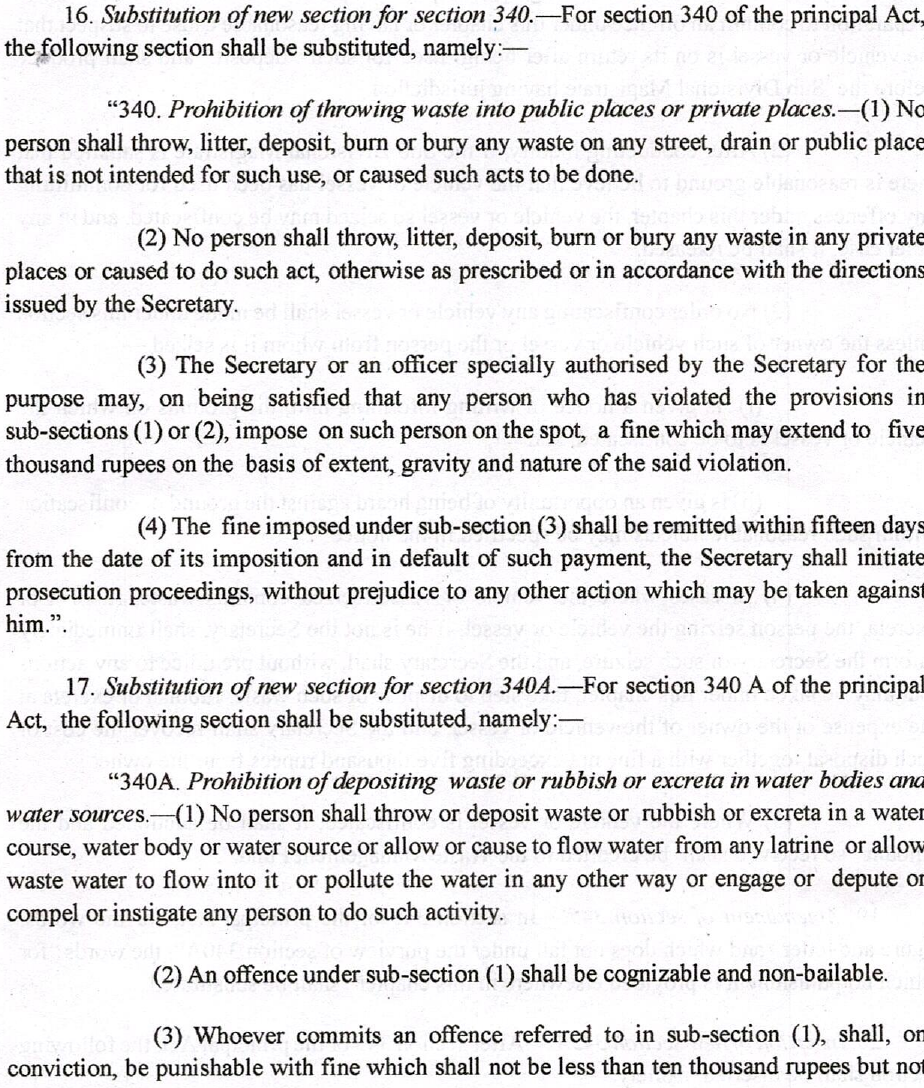 16. Substitution of new section for section 340.—For section 340 of the principal Act,
the following section shall be substituted, namely:—
“340. Prohibition of throwing waste into public places or private places.—(1) No
person shall throw, litter, deposit, burn or bury any waste on any street, drain or public place
that is not intended for such use, or caused such acts to be done.
(2) No person shall throw, litter, deposit, burn or bury any waste in any private
places or caused to do such act, otherwise as prescribed or in accordance with the directions
issued by the Secretary.
(3) The Secretary or an officer specially authorised by the Secretary for the
purpose may, on being satisfied that any person who has violated the provisions in
sub-sections (1) or (2), impose on such person on the spot, a fine which may extend to five
thousand rupees on the basis of extent, gravity and nature of the said violation.
(4) The fine imposed under sub-section (3) shall be remitted within fifteen days
from the date of its imposition and in default of such payment, the Secretary shall initiate
prosecution proceedings, without prejudice to any other action which may be taken against
him.”.
17. Substitution of new section for section 340A.—For section 340 A of the principal
Act, the following section shall be substituted, namely:—
“340A. Prohibition of depositing waste or rubbish or excreta in water bodies and
water sources.—(1) No person shall throw or deposit waste or rubbish or excreta in a water
course, water body or water source or allow or cause to flow water from any latrine or allow
waste water to flow into it or pollute the water in any other way or engage or depute or
compel or instigate any person to do such activity.
(2) An offence under sub-section (1) shall be cognizable and non-bailable.
(3) Whoever commits an offence referred to in sub-section (1), shall, on
conviction, be punishable with fine which shall not be less than ten thousand rupees but not